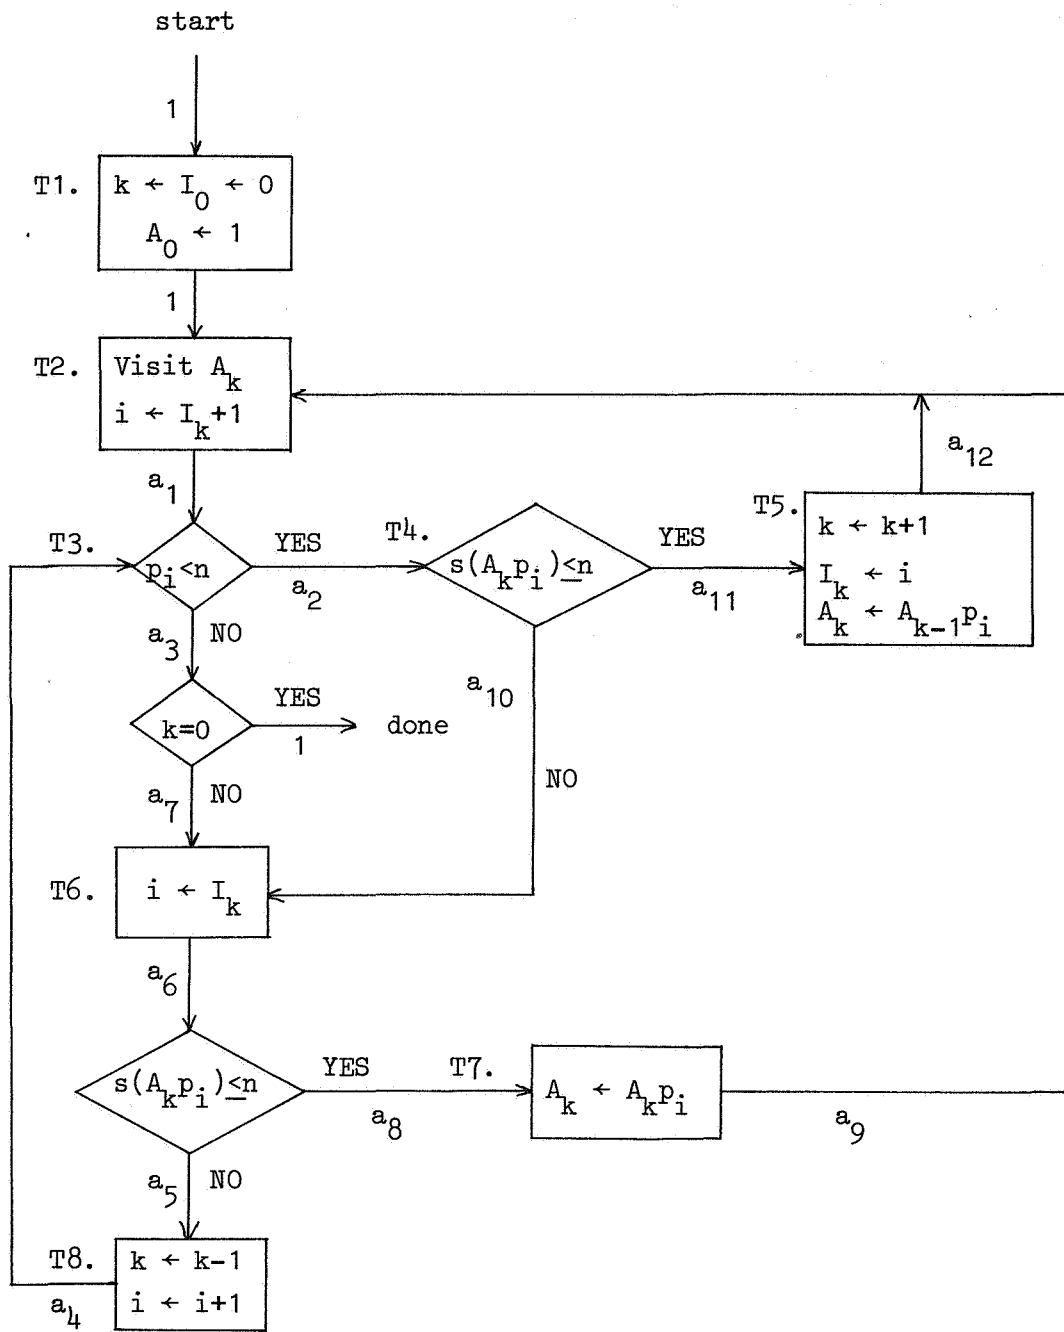 start
1
T1.
k ← I₀ ← 0
A₀ ← 1
1
T2.
Visit Aₖ
i ← Iₖ+1
a₁
a₁₂
T3.
pᵢ<n
YES
a₂
T4.
s(Aₖpᵢ)≤n
YES
a₁₁
T5.
k ← k+1
Iₖ ← i
Aₖ ← Aₖ₋₁pᵢ
a₃
NO
a₁₀
NO
k=0
YES
1
done
a₇
NO
T6.
i ← Iₖ
a₆
s(Aₖpᵢ)≤n
YES
a₈
T7.
Aₖ ← Aₖpᵢ
a₉
a₅
NO
T8.
k ← k-1
i ← i+1
a₄